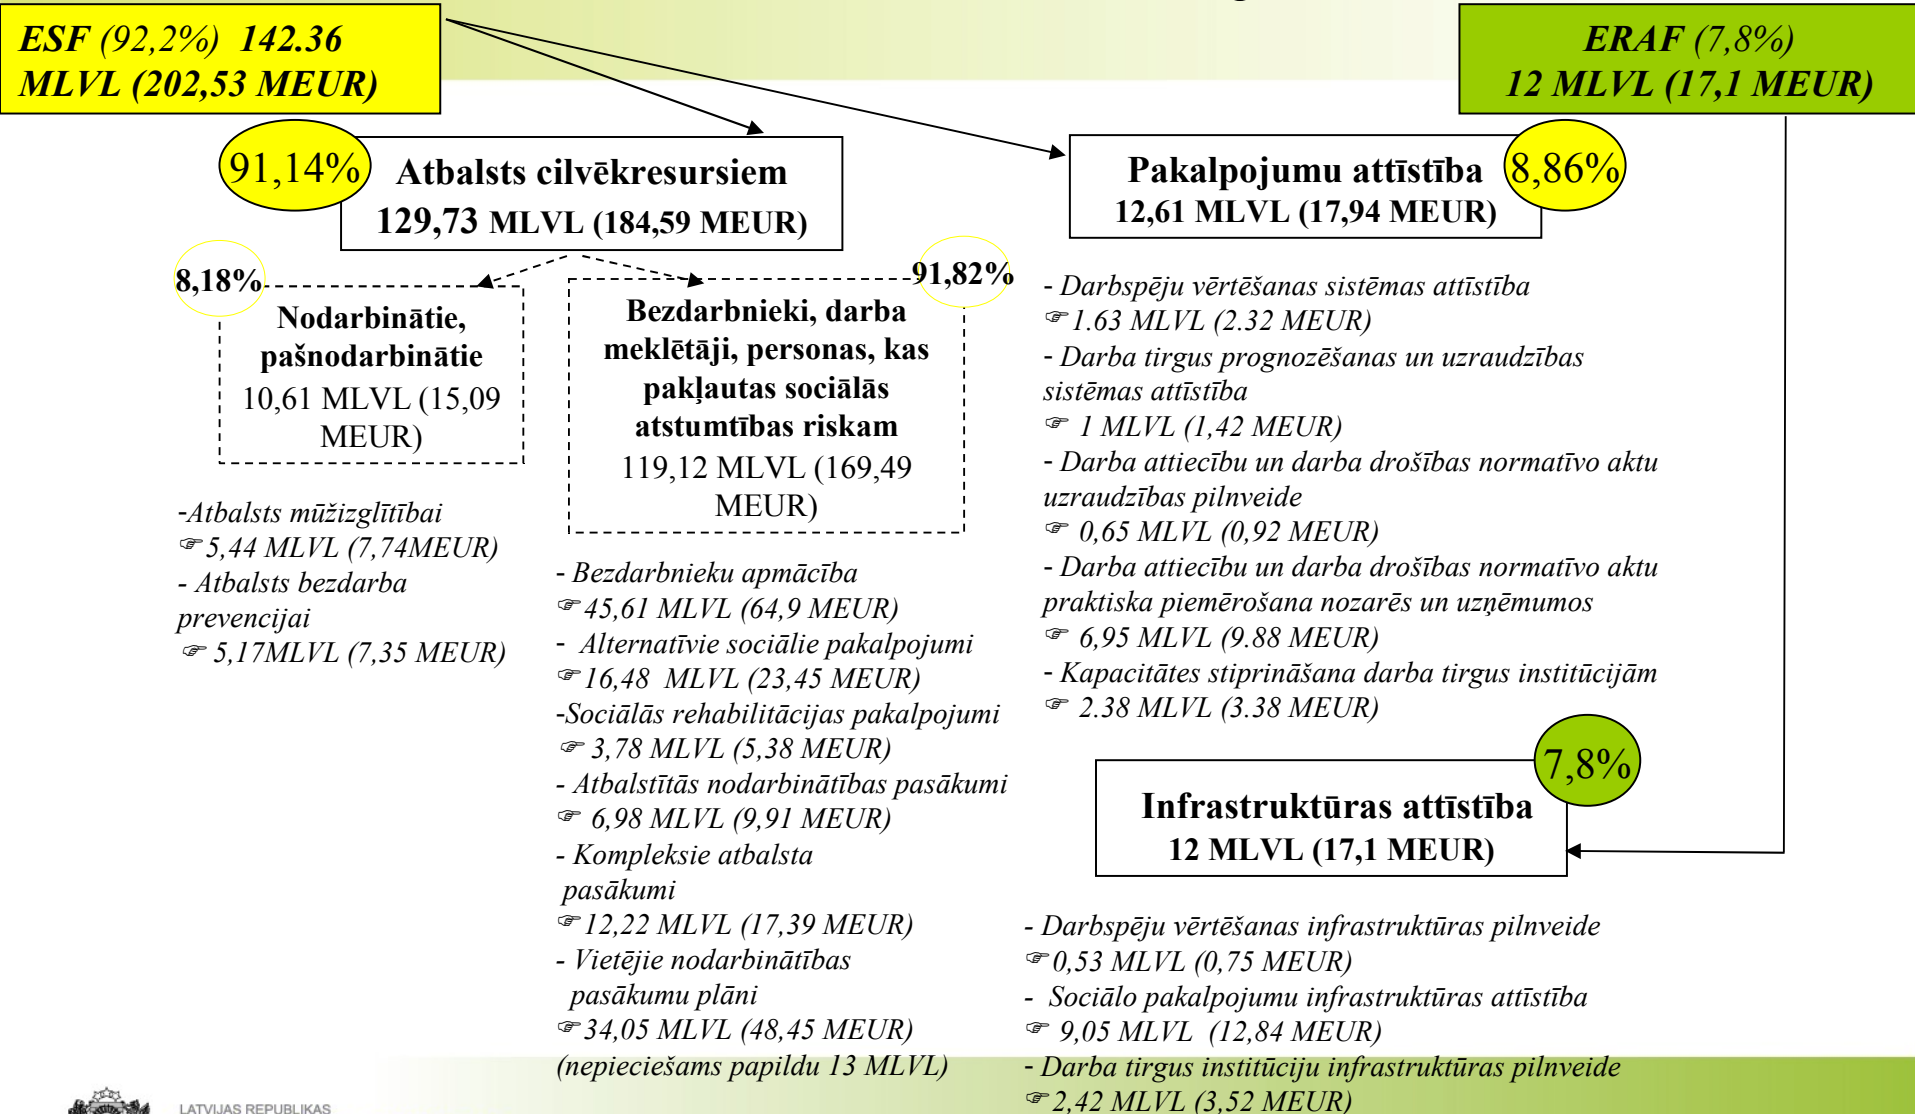 ESF (92,2%) 142.36
MLVL (202,53 MEUR)
ERAF (7,8%)
12 MLVL (17,1 MEUR)
91,14%
Atbalsts cilvēkresursiem
129,73 MLVL (184,59 MEUR)
Pakalpojumu attīstība
12,61 MLVL (17,94 MEUR)
8,86%
8,18%
Nodarbinātie,
pašnodarbinātie
10,61 MLVL (15,09
MEUR)
91,82%
Bezdarbnieki, darba
meklētāji, personas, kas
pakļautas sociālās
atstumtības riskam
119,12 MLVL (169,49
MEUR)
-Atbalsts mūžizglītībai
☞5,44 MLVL (7,74MEUR)
- Atbalsts bezdarba
prevencijai
☞ 5,17MLVL (7,35 MEUR)
- Bezdarbnieku apmācība
☞45,61 MLVL (64,9 MEUR)
- Alternatīvie sociālie pakalpojumi
☞16,48 MLVL (23,45 MEUR)
-Sociālās rehabilitācijas pakalpojumi
☞ 3,78 MLVL (5,38 MEUR)
- Atbalstītās nodarbinātības pasākumi
☞ 6,98 MLVL (9,91 MEUR)
- Kompleksie atbalsta
pasākumi
☞12,22 MLVL (17,39 MEUR)
- Vietējie nodarbinātības
pasākumu plāni
☞34,05 MLVL (48,45 MEUR)
(nepieciešams papildu 13 MLVL)
- Darbspēju vērtēšanas sistēmas attīstība
☞1.63 MLVL (2.32 MEUR)
- Darba tirgus prognozēšanas un uzraudzības
sistēmas attīstība
☞ 1 MLVL (1,42 MEUR)
- Darba attiecību un darba drošības normatīvo aktu
uzraudzības pilnveide
☞ 0,65 MLVL (0,92 MEUR)
- Darba attiecību un darba drošības normatīvo aktu
praktiska piemērošana nozarēs un uzņēmumos
☞ 6,95 MLVL (9.88 MEUR)
- Kapacitātes stiprināšana darba tirgus institūcijām
☞ 2.38 MLVL (3.38 MEUR)
7,8%
Infrastruktūras attīstība
12 MLVL (17,1 MEUR)
- Darbspēju vērtēšanas infrastruktūras pilnveide
☞0,53 MLVL (0,75 MEUR)
- Sociālo pakalpojumu infrastruktūras attīstība
☞ 9,05 MLVL (12,84 MEUR)
- Darba tirgus institūciju infrastruktūras pilnveide
☞2,42 MLVL (3,52 MEUR)
LATVIJAS REPUBLIKAS